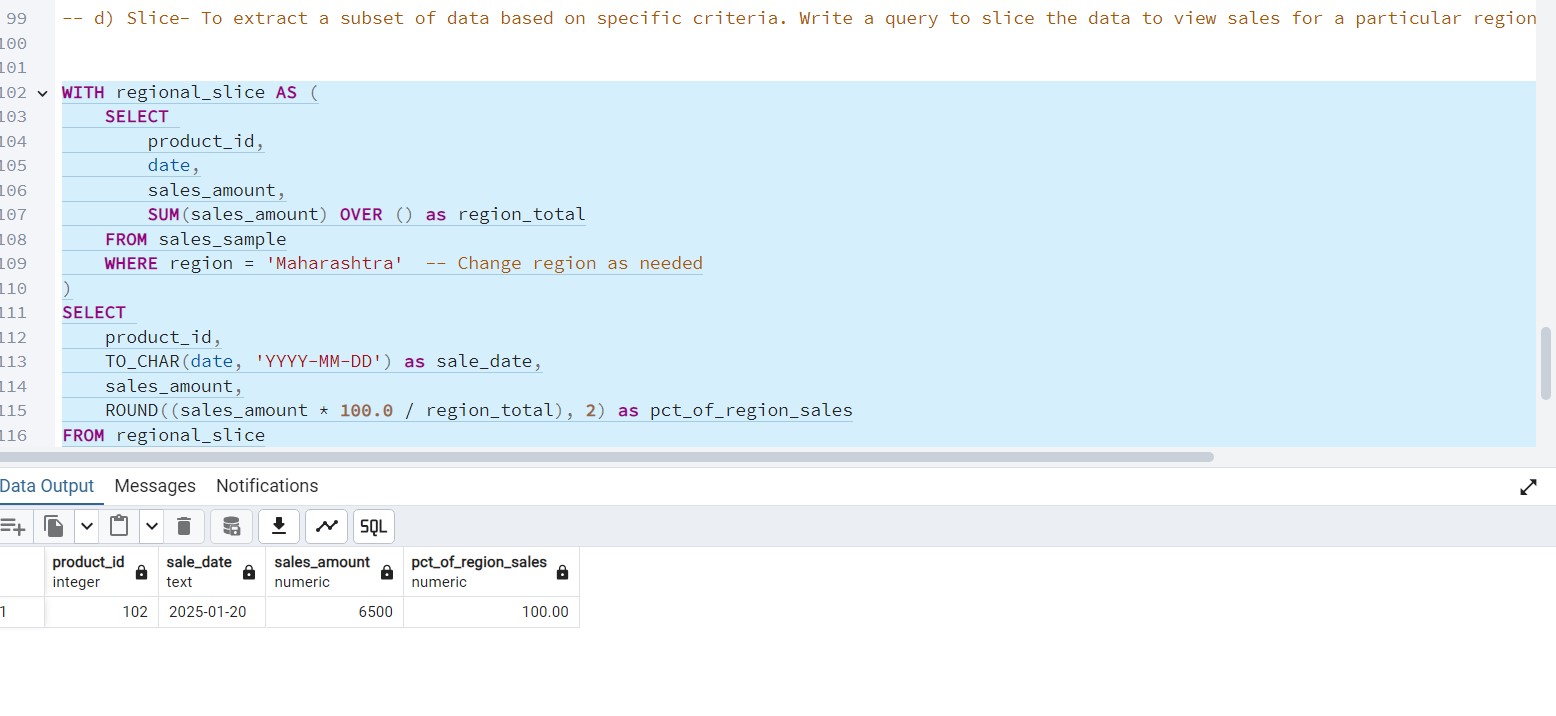 99 -- d) Slice- To extract a subset of data based on specific criteria. Write a query to slice the data to view sales for a particular region
100
101
102 WITH regional_slice AS (
103 SELECT
104 product_id,
105 date,
106 sales_amount,
107 SUM(sales_amount) OVER () as region_total
108 FROM sales_sample
109 WHERE region = 'Maharashtra' -- Change region as needed
110 )
111 SELECT
112 product_id,
113 TO_CHAR(date, 'YYYY-MM-DD') as sale_date,
114 sales_amount,
115 ROUND((sales_amount * 100.0 / region_total), 2) as pct_of_region_sales
116 FROM regional_slice
Data Output Messages Notifications
SQL
product_id sale_date sales_amount pct_of_region_sales
integer text numeric numeric
1 102 2025-01-20 6500 100.00